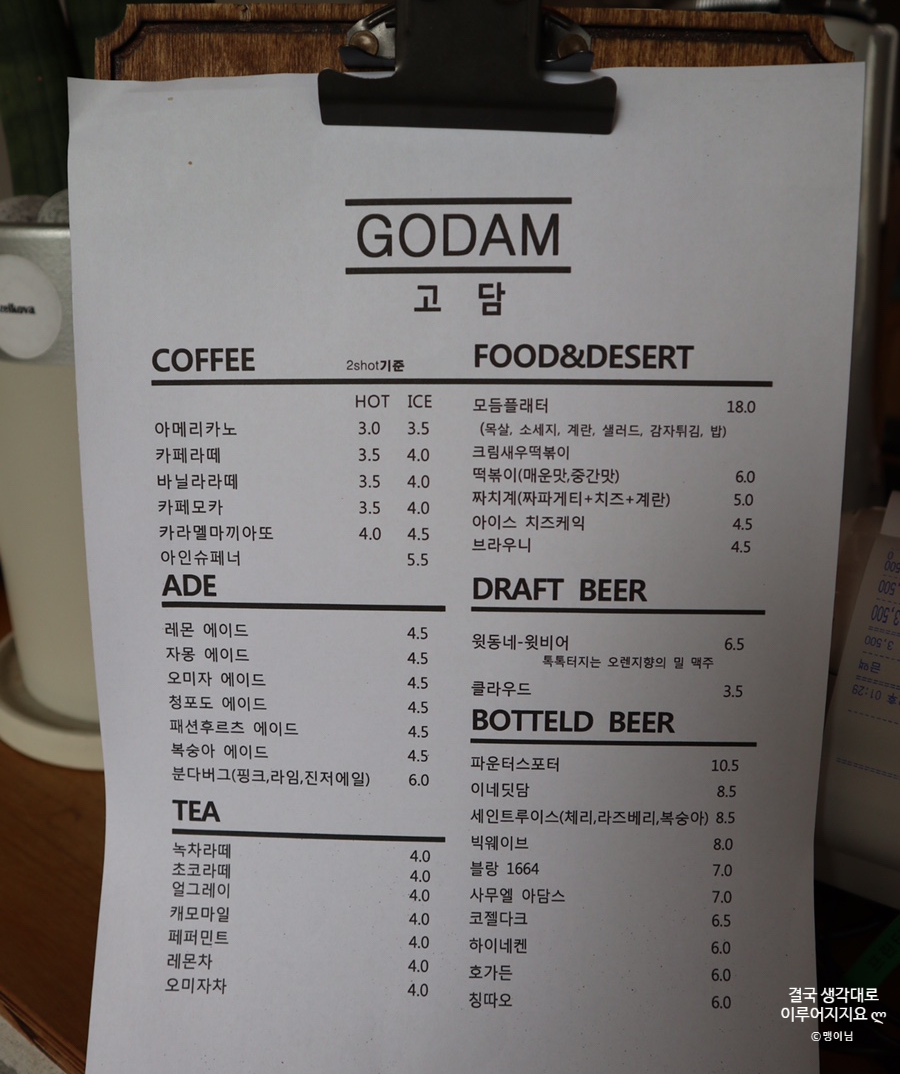 GODAM
고 담
COFFEE 2shot기준
HOT ICE
아메리카노 3.0 3.5
카페라떼 3.5 4.0
바닐라라떼 3.5 4.0
카페모카 3.5 4.0
카라멜마끼아또 4.0 4.5
아인슈페너 5.5
ADE
레몬 에이드 4.5
자몽 에이드 4.5
오미자 에이드 4.5
청포도 에이드 4.5
패션후르츠 에이드 4.5
복숭아 에이드 4.5
분다버그(핑크,라임,진저에일) 6.0
TEA
녹차라떼 4.0
초코라떼 4.0
얼그레이 4.0
캐모마일 4.0
페퍼민트 4.0
레몬차 4.0
오미자차 4.0
FOOD&DESERT
모듬플래터 18.0
(목살, 소세지, 계란, 샐러드, 감자튀김, 밥)
크림새우떡볶이
떡볶이(매운맛,중간맛) 6.0
짜치계(짜파게티+치즈+계란) 5.0
아이스 치즈케익 4.5
브라우니 4.5
DRAFT BEER
윗동네-윗비어 6.5
톡톡터지는 오렌지향의 밀 맥주
클라우드 3.5
BOTTELD BEER
파운터스포터 10.5
이네딧담 8.5
세인트루이스(체리,라즈베리,복숭아) 8.5
빅웨이브 8.0
블랑 1664 7.0
사무엘 아담스 7.0
코젤다크 6.5
하이네켄 6.0
호가든 6.0
칭따오 6.0
3,500
3,500
금액
01:29
결국 생각대로
이루어지지요 ෆ
ⓒ맹이님